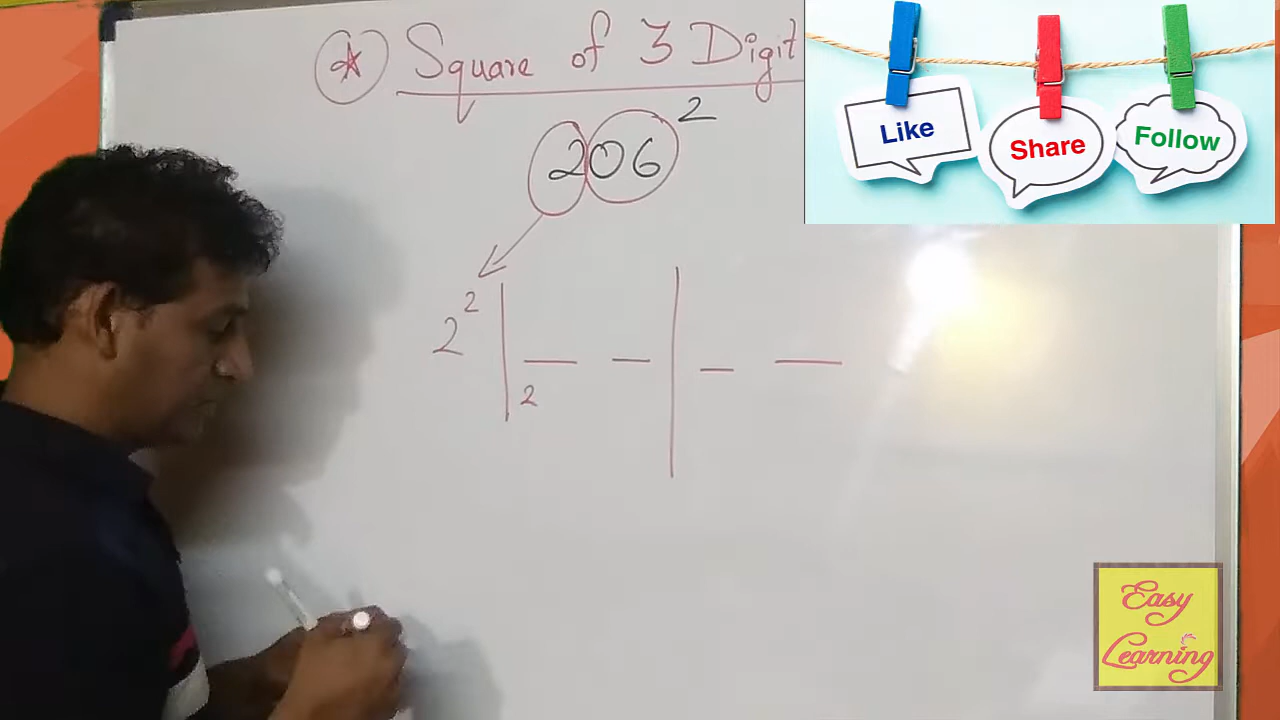 Square of 3 Digit
206²
2² | _ _ | _ _
2
Like
Share
Follow
Easy
Learning